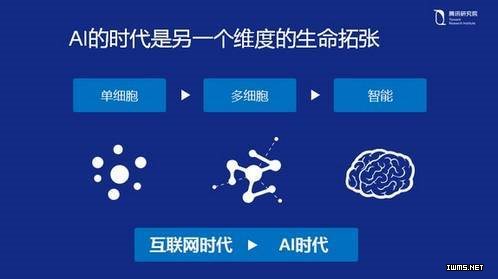 腾讯研究院
Tencent
Research Institute
AI的时代是另一个维度的生命拓张
单细胞
多细胞
智能
互联网时代
AI时代
IWMS.NET